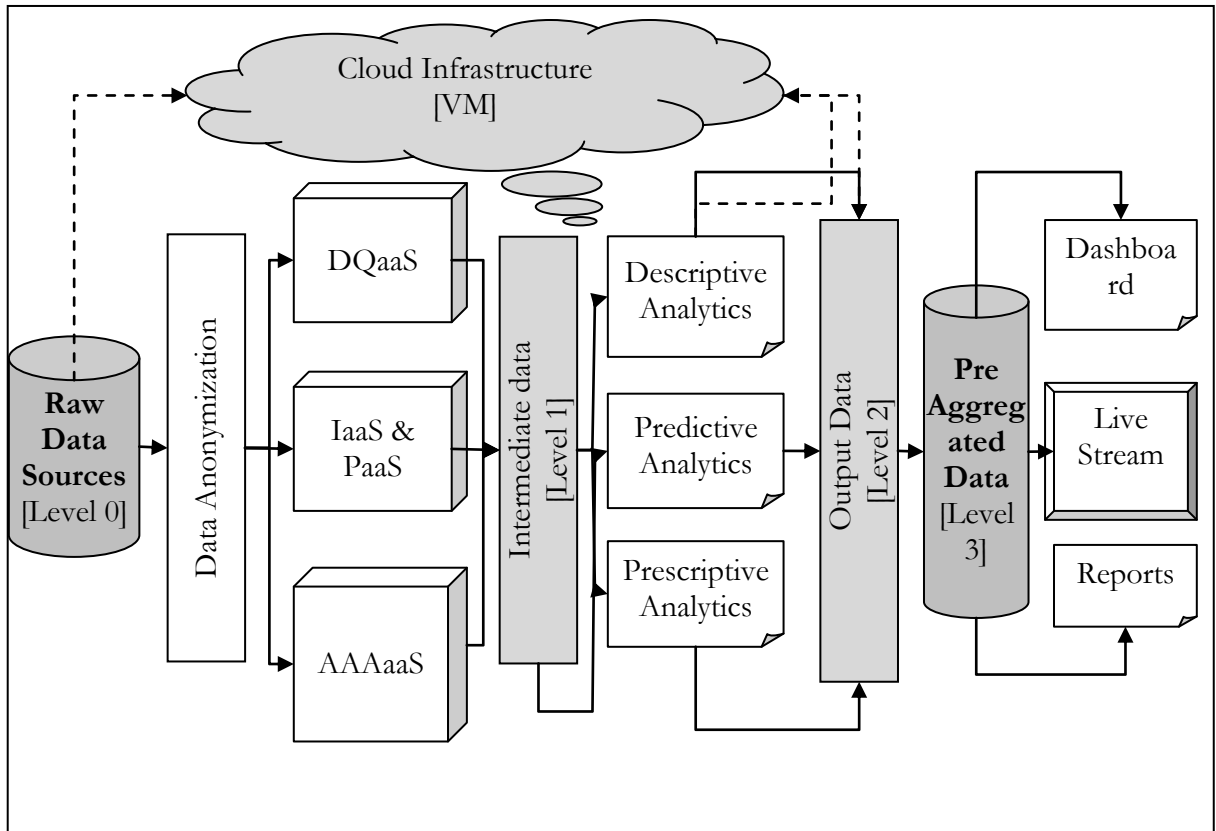 Cloud Infrastructure
[VM]
Raw
Data
Sources
[Level 0]
Data Anonymization
DQaaS
IaaS &
PaaS
AAAaaS
Intermediate data
[Level 1]
Descriptive
Analytics
Predictive
Analytics
Prescriptive
Analytics
Output Data
[Level 2]
Pre
Aggreg
ated
Data
[Level
3]
Dashboa
rd
Live
Stream
Reports